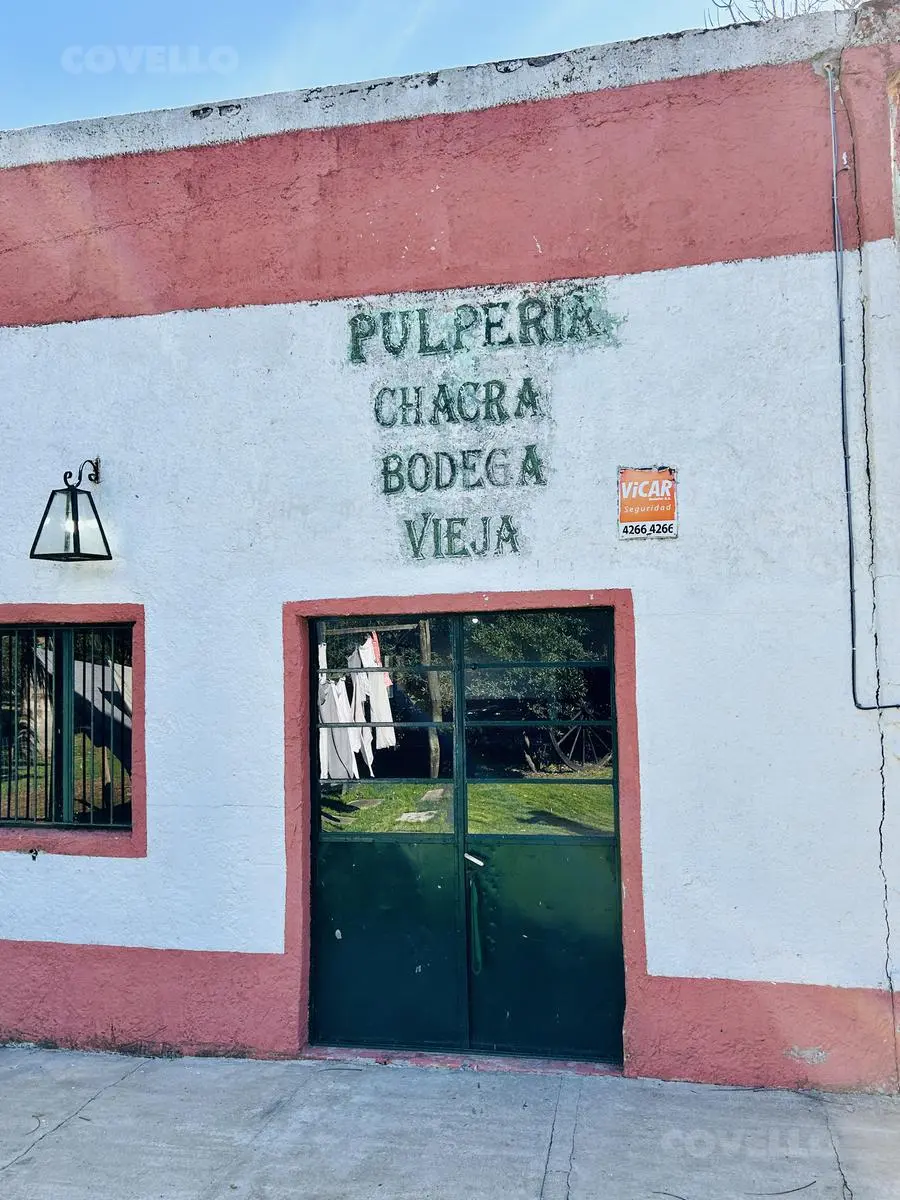 COVELLO
PULPERIA
CHACRA
BODEGA
VIEJA
ViCAR
Seguridad
4266 4266
COVELLO